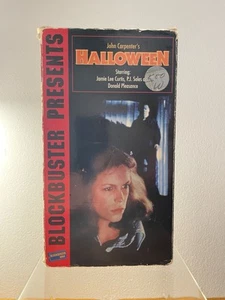 BLOCKBUSTER PRESENTS
John Carpenter's
HALLOWEEN
Starring:
Jamie Lee Curtis, P.J. Soles
Donald Pleasence